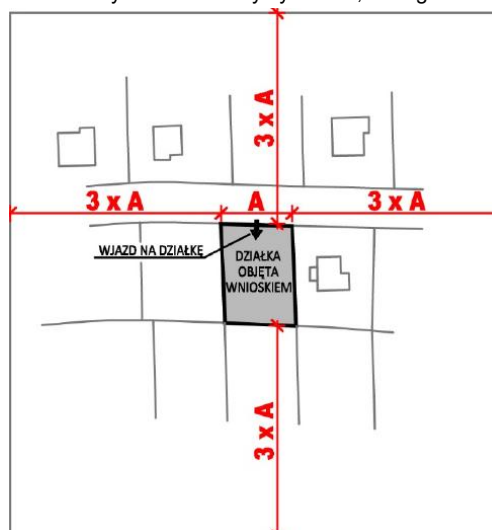 3 x A
3 x A
A
3 x A
WJAZD NA DZIAŁKĘ
DZIAŁKA
OBJĘTA
WNIOSKIEM
3 x A